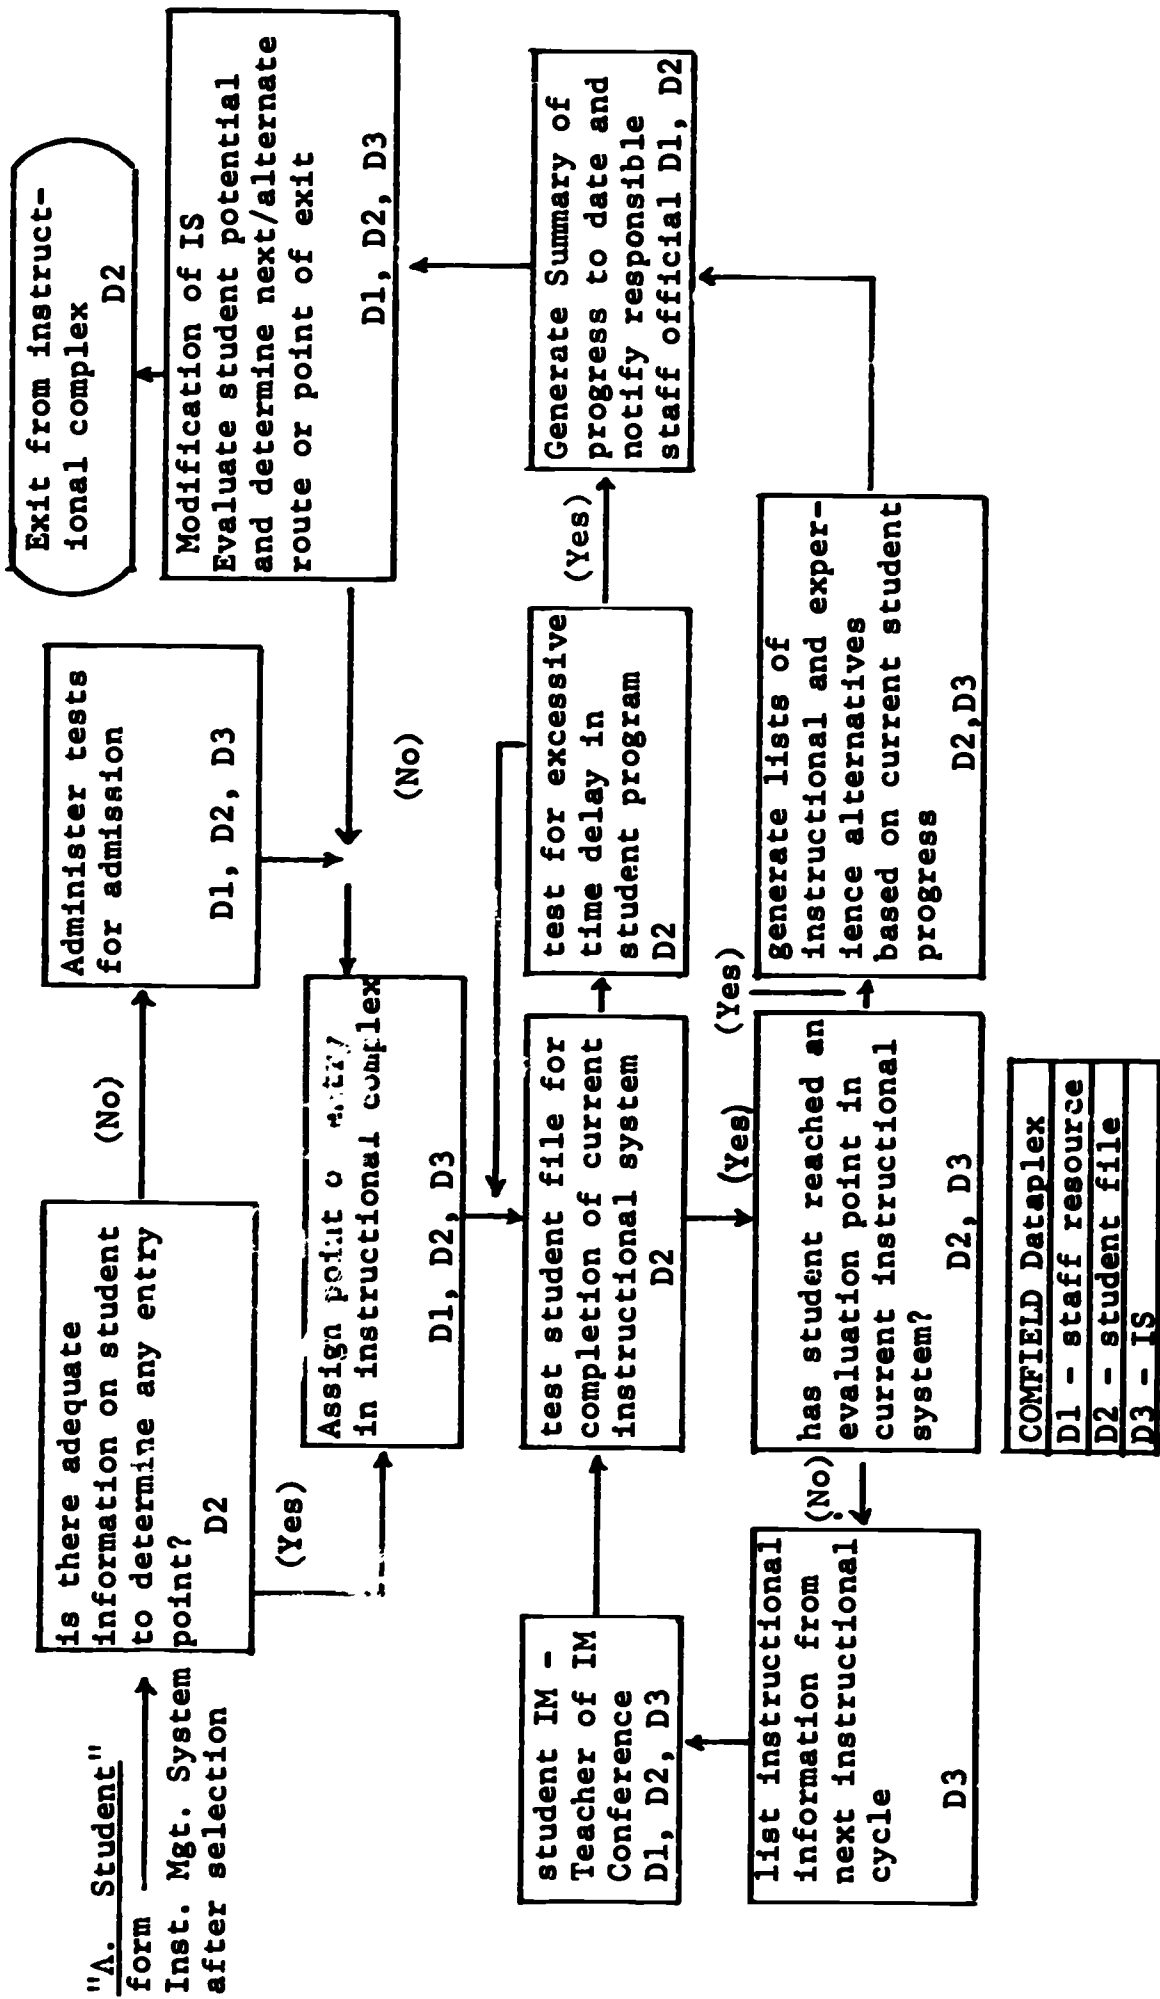 "A. Student"
form
Inst. Mgt. System
after selection
is there adequate
information on student
to determine any entry
point?
D2
(No)
Administer tests
for admission
D1, D2, D3
Exit from instruct-
ional complex
D2
(Yes)
Assign point
in instructional complex
D1, D2, D3
(No)
Modification of IS
Evaluate student potential
and determine next/alternate
route or point of exit
D1, D2, D3
student IM -
Teacher of IM
Conference
D1, D2, D3
test student file for
completion of current
instructional system
D2
test for excessive
time delay in
student program
D2
(Yes)
Generate Summary of
progress to date and
notify responsible
staff official D1, D2
(Yes)
(Yes)
(No)
list instructional
information from
next instructional
cycle
D3
has student reached an
evaluation point in
current instructional
system?
D2, D3
generate lists of
instructional and exper-
ience alternatives
based on current student
progress
D2,D3
COMFIELD Dataplex
D1 - staff resource
D2 - student file
D3 - IS